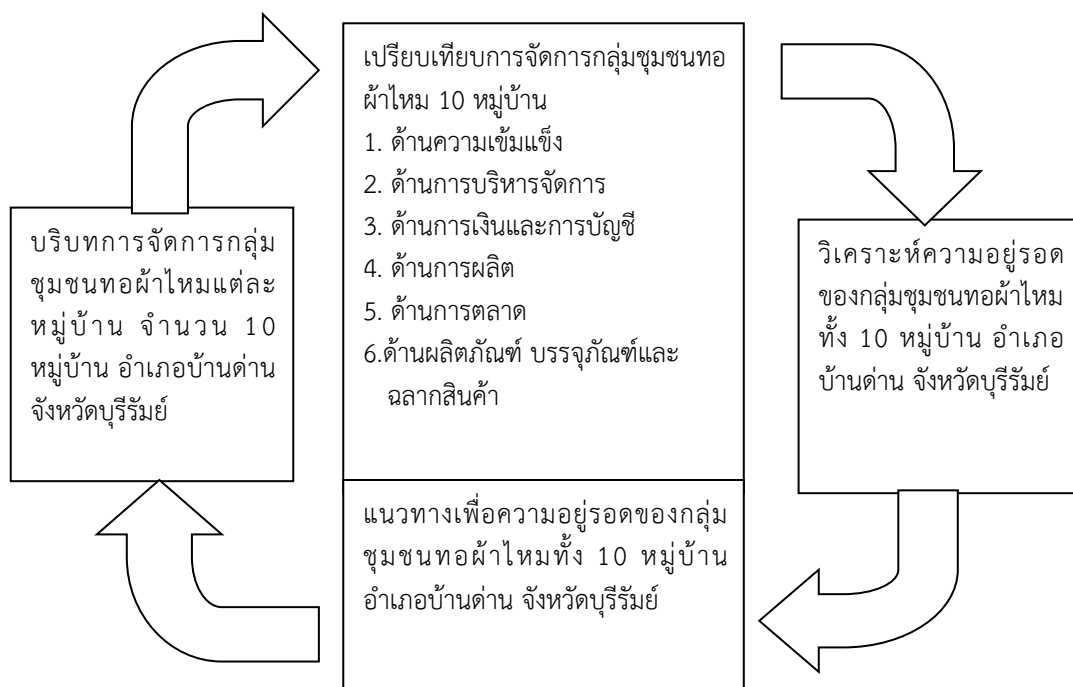 เปรียบเทียบการจัดการกลุ่มชุมชนทอ
ผ้าไหม 10 หมู่บ้าน
1. ด้านความเข้มแข็ง
2. ด้านการบริหารจัดการ
3. ด้านการเงินและการบัญชี
4. ด้านการผลิต
5. ด้านการตลาด
6.ด้านผลิตภัณฑ์ บรรจุภัณฑ์และ
ฉลากสินค้า
บริบทการจัดการกลุ่ม
ชุมชนทอผ้าไหมแต่ละ
หมู่บ้าน จำนวน 10
หมู่บ้าน อำเภอบ้านด่าน
จังหวัดบุรีรัมย์
วิเคราะห์ความอยู่รอด
ของกลุ่มชุมชนทอผ้าไหม
ทั้ง 10 หมู่บ้าน อำเภอ
บ้านด่าน จังหวัดบุรีรัมย์
แนวทางเพื่อความอยู่รอดของกลุ่ม
ชุมชนทอผ้าไหมทั้ง 10 หมู่บ้าน
อำเภอบ้านด่าน จังหวัดบุรีรัมย์